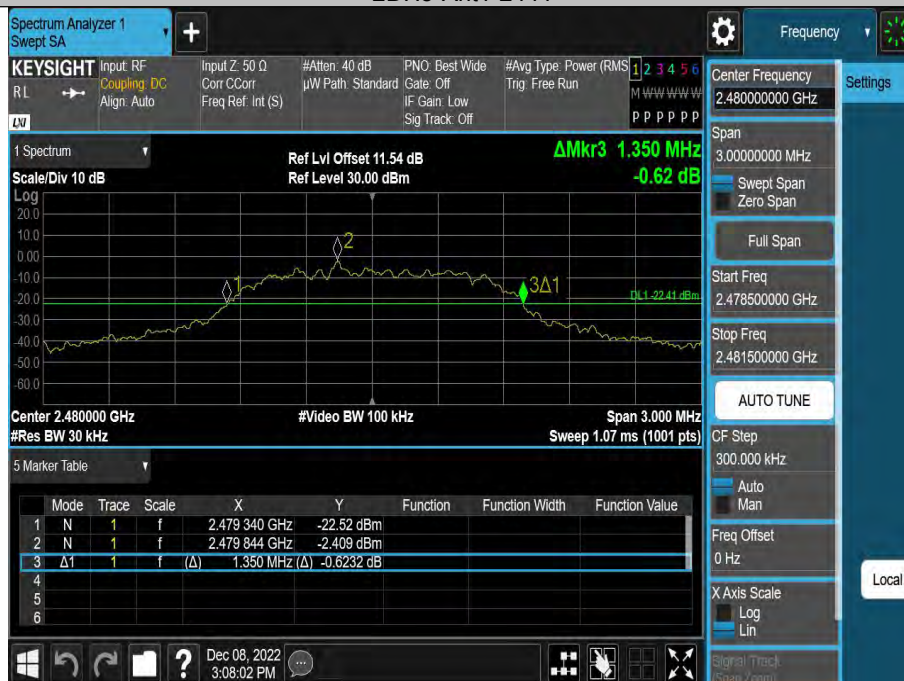 Spectrum Analyzer 1
Swept SA
+
Frequency
KEYSIGHT
RL
LXI
Input: RF
Coupling: DC
Align: Auto
Input Z: 50 Ω
Corr CCorr
Freq Ref: Int (S)
#Atten: 40 dB
µW Path: Standard
PNO: Best Wide
Gate: Off
IF Gain: Low
Sig Track: Off
#Avg Type: Power (RMS
Trig: Free Run
1 2 3 4 5 6
M W W W W W
P P P P P P
1 Spectrum
Scale/Div 10 dB
Ref Lvl Offset 11.54 dB
Ref Level 30.00 dBm
ΔMkr3 1.350 MHz
-0.62 dB
Log
20.0
10.0
0.00
-10.0
-20.0
-30.0
-40.0
-50.0
-60.0
1
2
3Δ1
DL1 -22.41 dBm
Center 2.480000 GHz
#Res BW 30 kHz
#Video BW 100 kHz
Span 3.000 MHz
Sweep 1.07 ms (1001 pts)
5 Marker Table
Mode Trace Scale X Y Function Function Width Function Value
1 N 1 f 2.479 340 GHz -22.52 dBm
2 N 1 f 2.479 844 GHz -2.409 dBm
3 Δ1 1 f (Δ) 1.350 MHz (Δ) -0.6232 dB
4
5
6
?
Dec 08, 2022
3:08:02 PM
Center Frequency
2.480000000 GHz
Settings
Span
3.00000000 MHz
Swept Span
Zero Span
Full Span
Start Freq
2.478500000 GHz
Stop Freq
2.481500000 GHz
AUTO TUNE
CF Step
300.000 kHz
Auto
Man
Freq Offset
0 Hz
X Axis Scale
Log
Lin
Local
Signal Track
(Span Zoom)